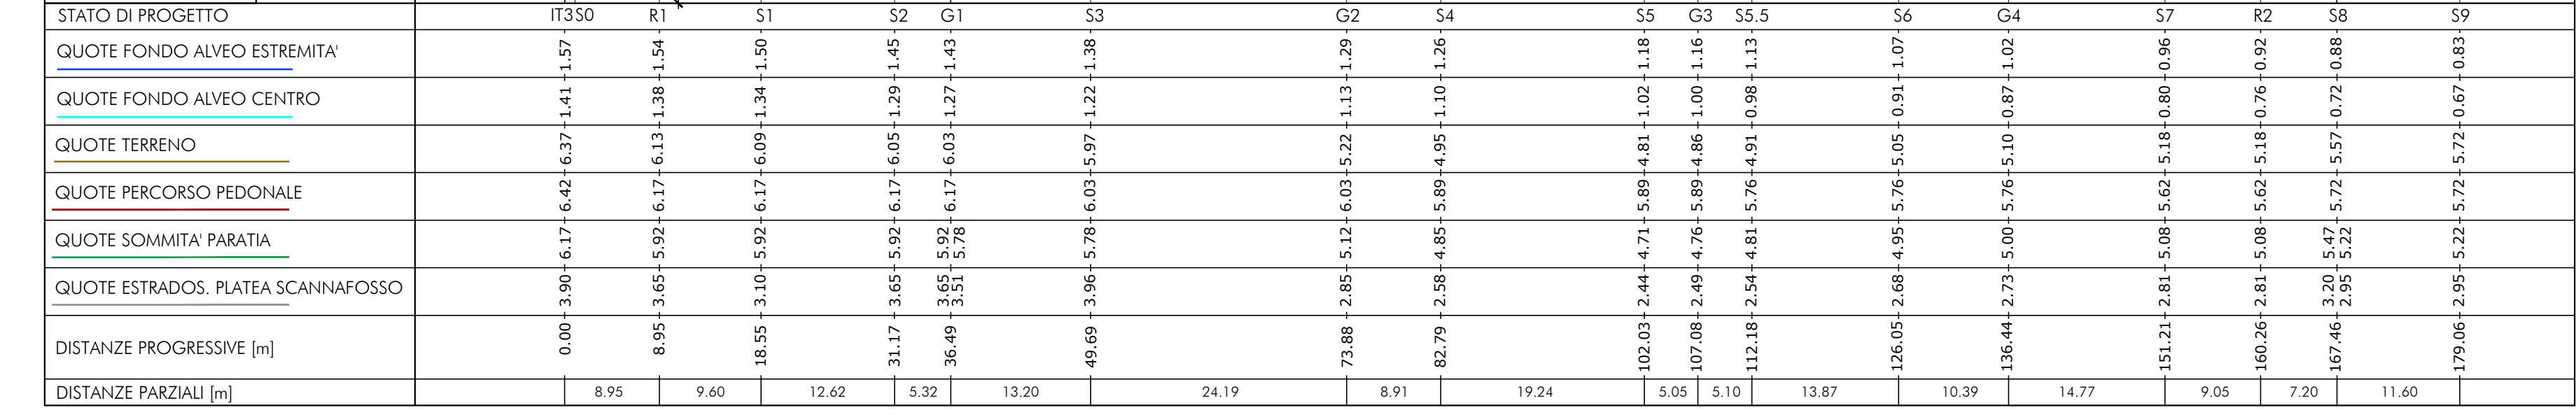 STATO DI PROGETTO IT3 S0 R1 S1 S2 G1 S3 G2 S4 S5 G3 S5.5 S6 G4 S7 R2 S8 S9
QUOTE FONDO ALVEO ESTREMITA' 1.57 1.54 1.50 1.45 1.43 1.38 1.29 1.26 1.18 1.16 1.13 1.07 1.02 0.96 0.92 0.88 0.83
QUOTE FONDO ALVEO CENTRO 1.41 1.38 1.34 1.29 1.27 1.22 1.13 1.10 1.02 1.00 0.98 0.91 0.87 0.80 0.76 0.72 0.67
QUOTE TERRENO 6.37 6.13 6.09 6.05 6.03 5.97 5.22 4.95 4.81 4.86 4.91 5.05 5.10 5.18 5.18 5.57 5.72
QUOTE PERCORSO PEDONALE 6.42 6.17 6.17 6.17 6.17 6.03 6.03 5.89 5.89 5.89 5.76 5.76 5.76 5.62 5.62 5.72 5.72
QUOTE SOMMITA' PARATIA 6.17 5.92 5.92 5.92 5.92 5.78 5.78 5.12 4.85 4.71 4.76 4.81 4.95 5.00 5.08 5.08 5.47 5.22 5.22
QUOTE ESTRADOS. PLATEA SCANNAFOSSO 3.90 3.65 3.10 3.65 3.65 3.51 3.96 2.85 2.58 2.44 2.49 2.54 2.68 2.73 2.81 2.81 3.20 2.95 2.95
DISTANZE PROGRESSIVE [m] 0.00 8.95 18.55 31.17 36.49 49.69 73.88 82.79 102.03 107.08 112.18 126.05 136.44 151.21 160.26 167.46 179.06
DISTANZE PARZIALI [m] 8.95 9.60 12.62 5.32 13.20 24.19 8.91 19.24 5.05 5.10 13.87 10.39 14.77 9.05 7.20 11.60